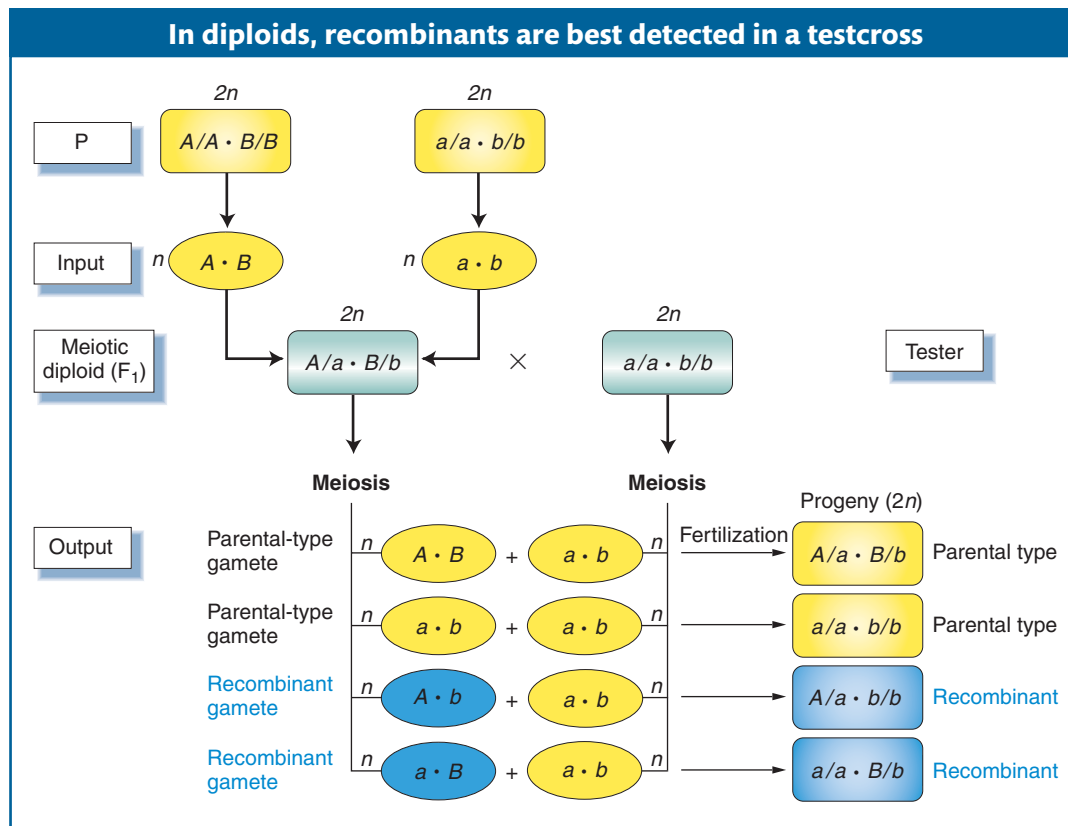 In diploids, recombinants are best detected in a testcross
2n 2n
P A/A • B/B a/a • b/b
Input n A • B n a • b
2n 2n
Meiotic
diploid (F1) A/a • B/b × a/a • b/b Tester
Meiosis Meiosis
Progeny (2n)
Output Parental-type
gamete n A • B + a • b n Fertilization A/a • B/b Parental type
Parental-type
gamete n a • b + a • b n a/a • b/b Parental type
Recombinant
gamete n A • b + a • b n A/a • b/b Recombinant
Recombinant
gamete n a • B + a • b n a/a • B/b Recombinant